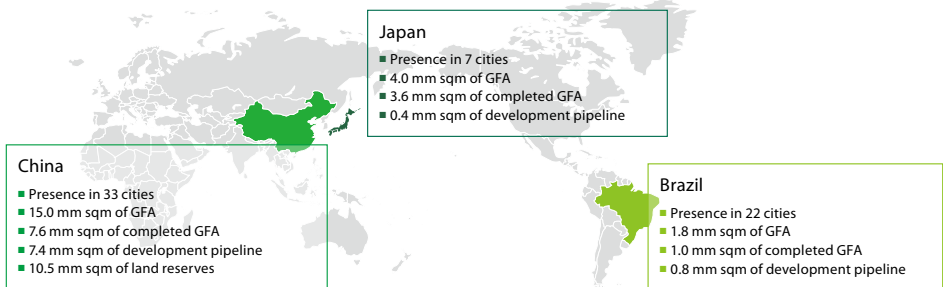 Japan
▪ Presence in 7 cities
▪ 4.0 mm sqm of GFA
▪ 3.6 mm sqm of completed GFA
▪ 0.4 mm sqm of development pipeline
China
▪ Presence in 33 cities
▪ 15.0 mm sqm of GFA
▪ 7.6 mm sqm of completed GFA
▪ 7.4 mm sqm of development pipeline
▪ 10.5 mm sqm of land reserves
Brazil
▪ Presence in 22 cities
▪ 1.8 mm sqm of GFA
▪ 1.0 mm sqm of completed GFA
▪ 0.8 mm sqm of development pipeline